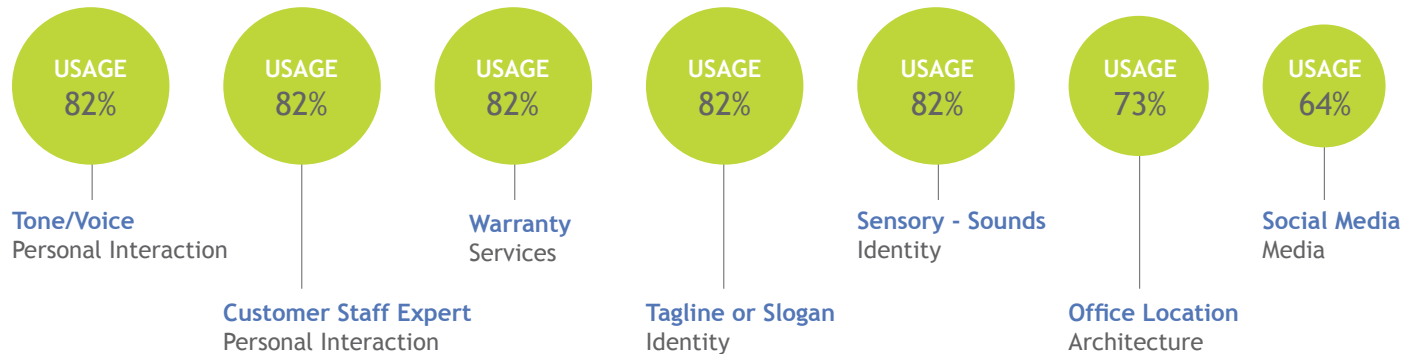 USAGE
82%
USAGE
82%
USAGE
82%
USAGE
82%
USAGE
82%
USAGE
73%
USAGE
64%
Tone/Voice
Personal Interaction
Customer Staff Expert
Personal Interaction
Warranty
Services
Tagline or Slogan
Identity
Sensory - Sounds
Identity
Office Location
Architecture
Social Media
Media